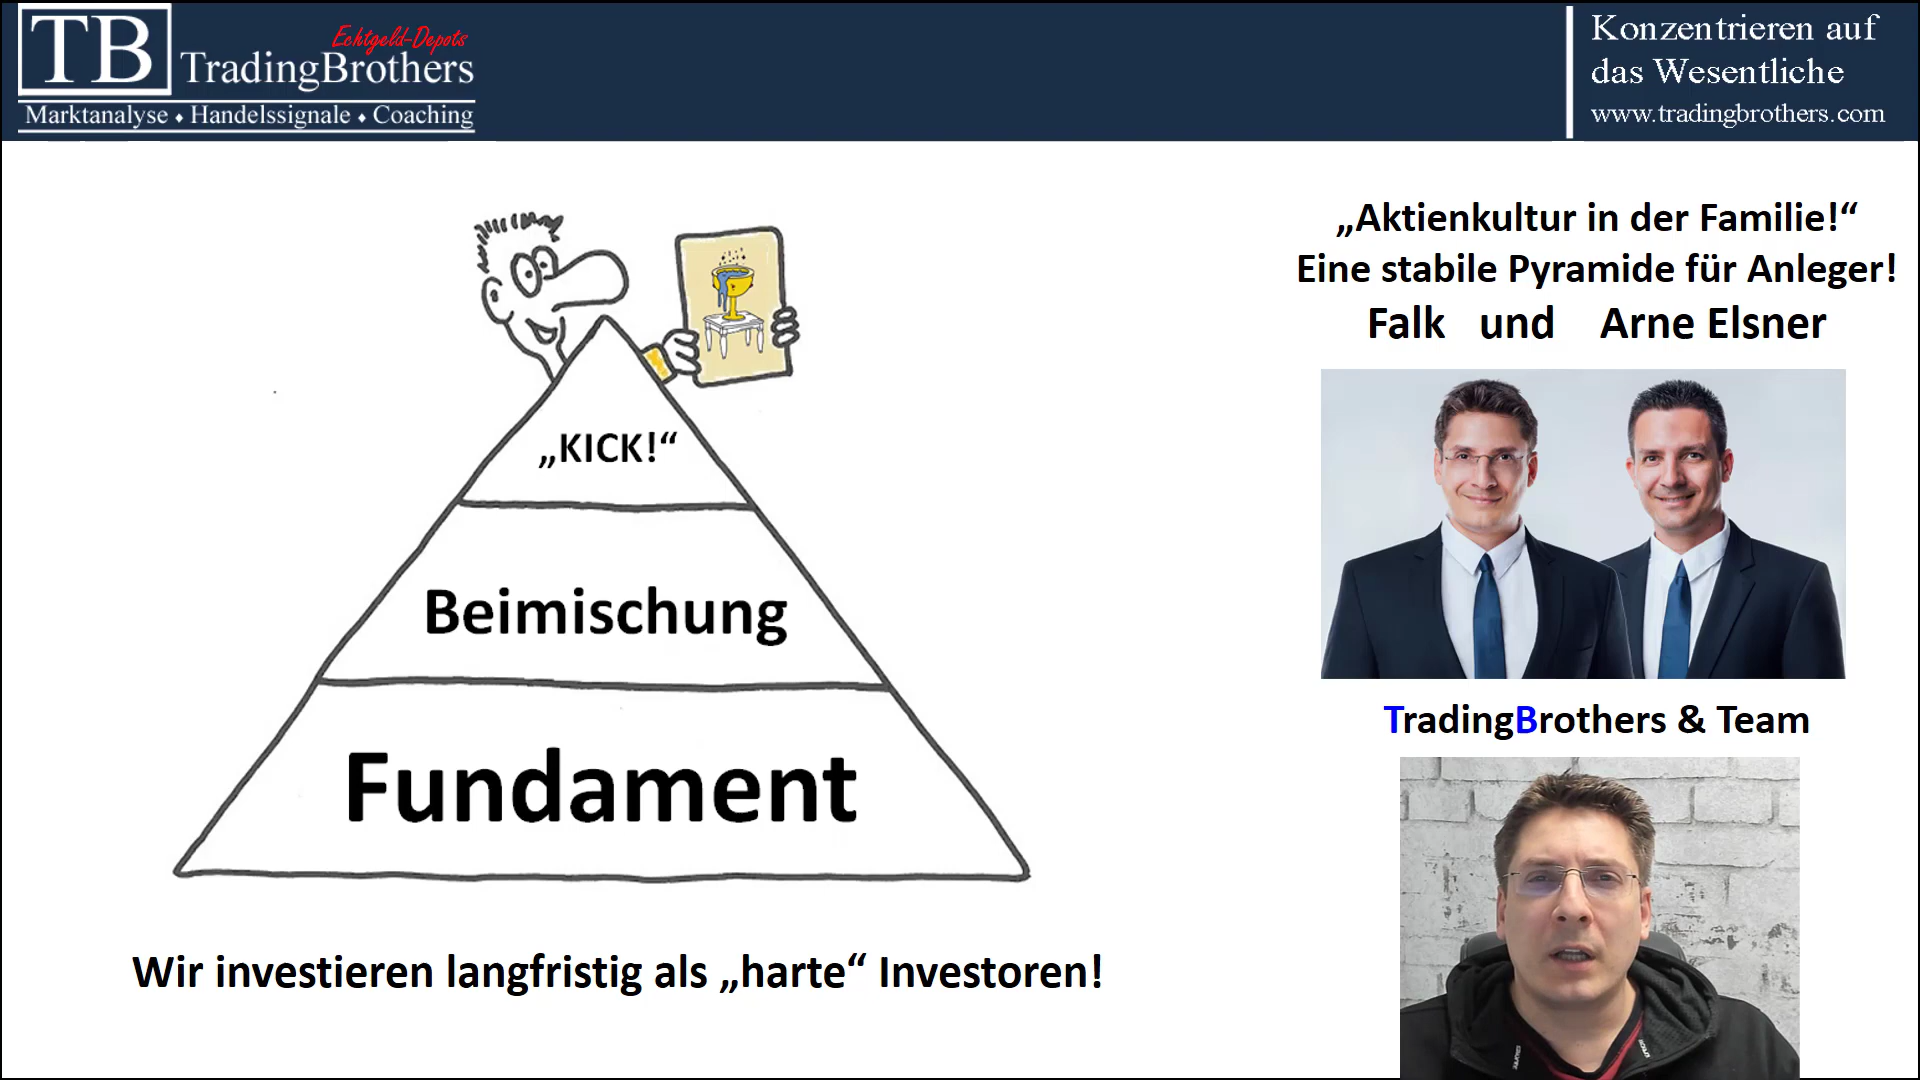 TB
Echtgeld-Depots
TradingBrothers
Marktanalyse ⬧ Handelssignale ⬧ Coaching
Konzentrieren auf
das Wesentliche
www.tradingbrothers.com
„KICK!“
Beimischung
Fundament
Wir investieren langfristig als „harte“ Investoren!
„Aktienkultur in der Familie!“
Eine stabile Pyramide für Anleger!
Falk und Arne Elsner
TradingBrothers & Team